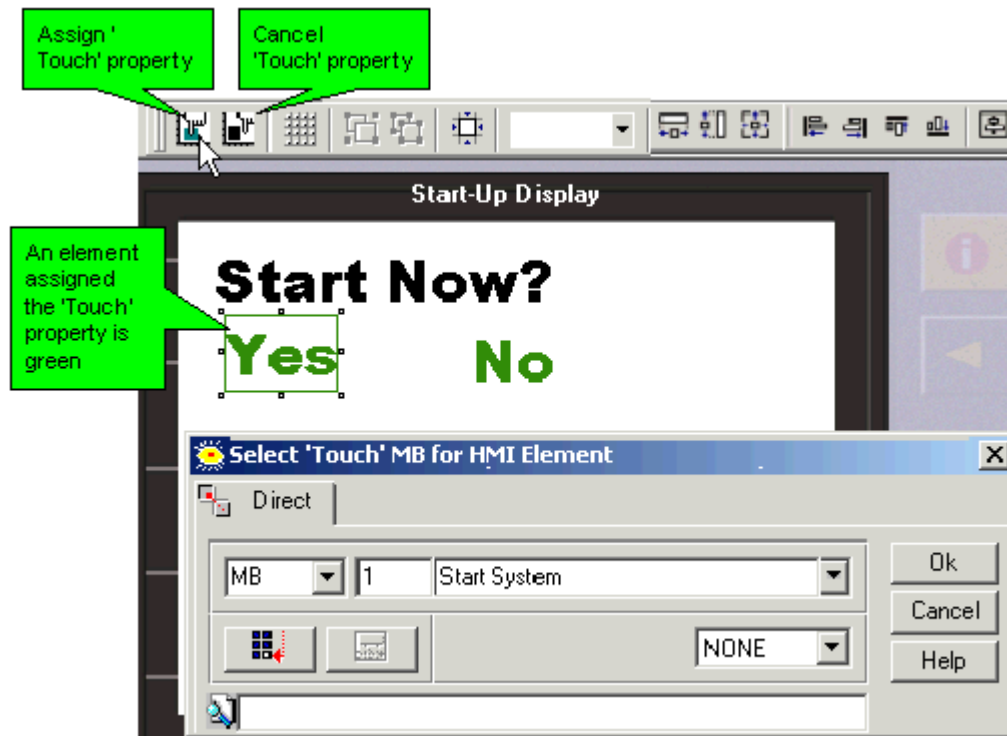 Assign '
Touch' property
Cancel
'Touch' property
Start-Up Display
An element
assigned
the 'Touch'
property is
green
Start Now?
Yes No
Select 'Touch' MB for HMI Element
Direct
MB 1 Start System
Ok
Cancel
NONE
Help